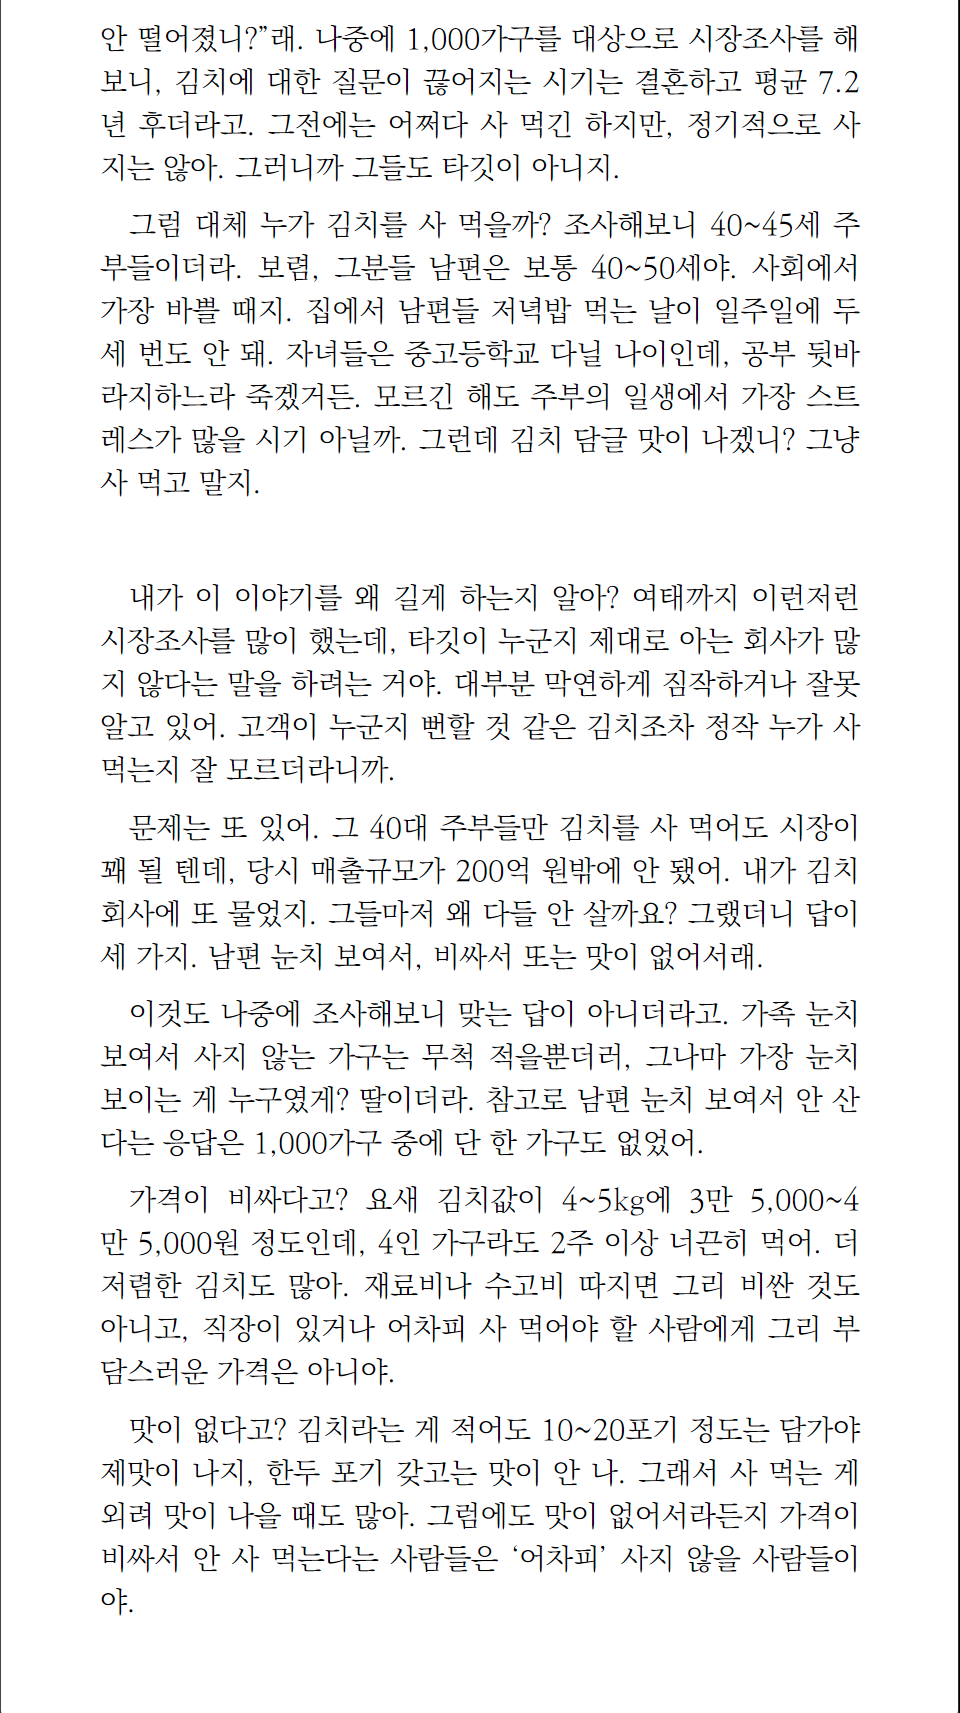 안 떨어졌니?”래. 나중에 1,000가구를 대상으로 시장조사를 해
보니, 김치에 대한 질문이 끊어지는 시기는 결혼하고 평균 7.2
년 후더라고. 그전에는 어쩌다 사 먹긴 하지만, 정기적으로 사
지는 않아. 그러니까 그들도 타깃이 아니지.
그럼 대체 누가 김치를 사 먹을까? 조사해보니 40~45세 주
부들이더라. 보렴, 그분들 남편은 보통 40~50세야. 사회에서
가장 바쁠 때지. 집에서 남편들 저녁밥 먹는 날이 일주일에 두
세 번도 안 돼. 자녀들은 중고등학교 다닐 나이인데, 공부 뒷바
라지하느라 죽겠거든. 모르긴 해도 주부의 일생에서 가장 스트
레스가 많을 시기 아닐까. 그런데 김치 담글 맛이 나겠니? 그냥
사 먹고 말지.
내가 이 이야기를 왜 길게 하는지 알아? 여태까지 이런저런
시장조사를 많이 했는데, 타깃이 누군지 제대로 아는 회사가 많
지 않다는 말을 하려는 거야. 대부분 막연하게 짐작하거나 잘못
알고 있어. 고객이 누군지 뻔할 것 같은 김치조차 정작 누가 사
먹는지 잘 모르더라니까.
문제는 또 있어. 그 40대 주부들만 김치를 사 먹어도 시장이
꽤 될 텐데, 당시 매출규모가 200억 원밖에 안 됐어. 내가 김치
회사에 또 물었지. 그들마저 왜 다들 안 살까요? 그랬더니 답이
세 가지. 남편 눈치 보여서, 비싸서 또는 맛이 없어서래.
이것도 나중에 조사해보니 맞는 답이 아니더라고. 가족 눈치
보여서 사지 않는 가구는 무척 적을뿐더러, 그나마 가장 눈치
보이는 게 누구였게? 딸이더라. 참고로 남편 눈치 보여서 안 산
다는 응답은 1,000가구 중에 단 한 가구도 없었어.
가격이 비싸다고? 요새 김치값이 4~5kg에 3만 5,000~4
만 5,000원 정도인데, 4인 가구라도 2주 이상 너끈히 먹어. 더
저렴한 김치도 많아. 재료비나 수고비 따지면 그리 비싼 것도
아니고, 직장이 있거나 어차피 사 먹어야 할 사람에게 그리 부
담스러운 가격은 아니야.
맛이 없다고? 김치라는 게 적어도 10~20포기 정도는 담가야
제맛이 나지, 한두 포기 갖고는 맛이 안 나. 그래서 사 먹는 게
외려 맛이 나을 때도 많아. 그럼에도 맛이 없어서라든지 가격이
비싸서 안 사 먹는다는 사람들은 ‘어차피’ 사지 않을 사람들이
야.